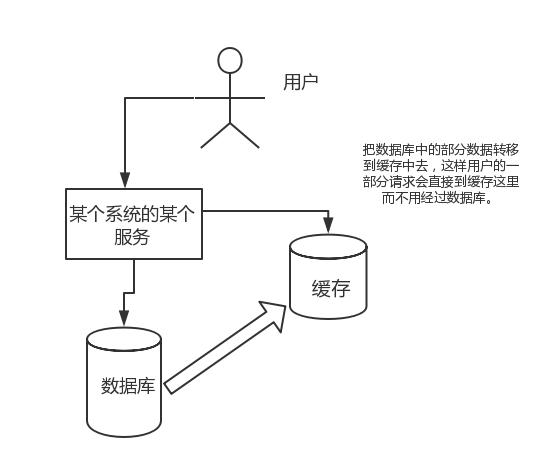 用户
把数据库中的部分数据转移
到缓存中去，这样用户的一
部分请求会直接到缓存这里
而不用经过数据库。
某个系统的某个
服务
缓存
数据库